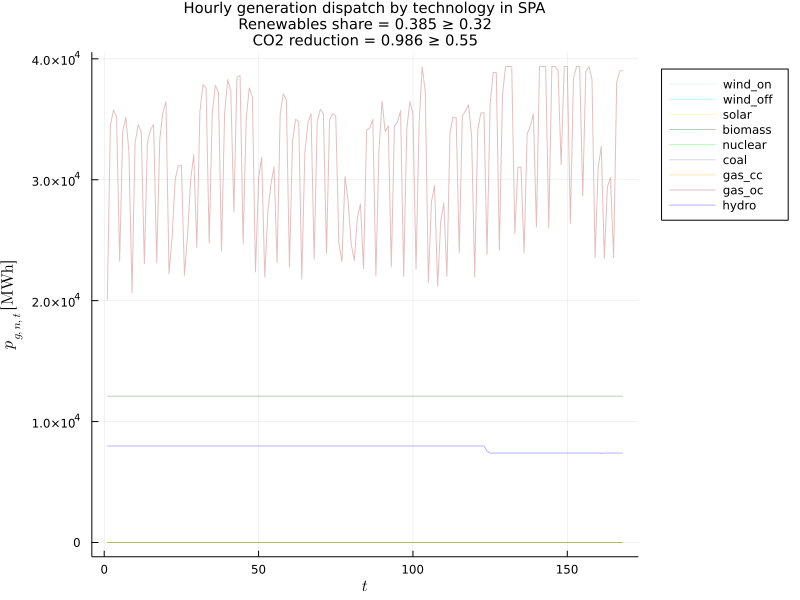 Hourly generation dispatch by technology in SPA
Renewables share = 0.385 ≥ 0.32
CO2 reduction = 0.986 ≥ 0.55
4.0×10⁴
3.0×10⁴
2.0×10⁴
1.0×10⁴
0
p_{g,n,t} [MWh]
0 50 100 150
t
wind_on
wind_off
solar
biomass
nuclear
coal
gas_cc
gas_oc
hydro